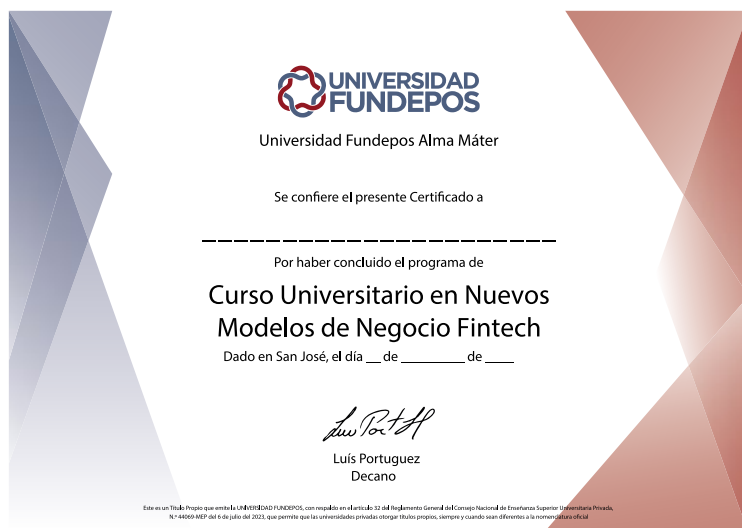 UNIVERSIDAD
FUNDEPOS
Universidad Fundepos Alma Máter
Se confiere el presente Certificado a
Por haber concluido el programa de
Curso Universitario en Nuevos
Modelos de Negocio Fintech
Dado en San José, el día __ de ________ de ____
Luís Portuguez
Decano
Este es un Título Propio que emite la UNIVERSIDAD FUNDEPOS, con respaldo en el artículo 32 del Reglamento General del Consejo Nacional de Enseñanza Superior Universitaria Privada,
N.º 44069-MEP del 6 de julio del 2023, que permite que las universidades privadas otorgar títulos propios, siempre y cuando sean diferentes a la nomenclatura oficial